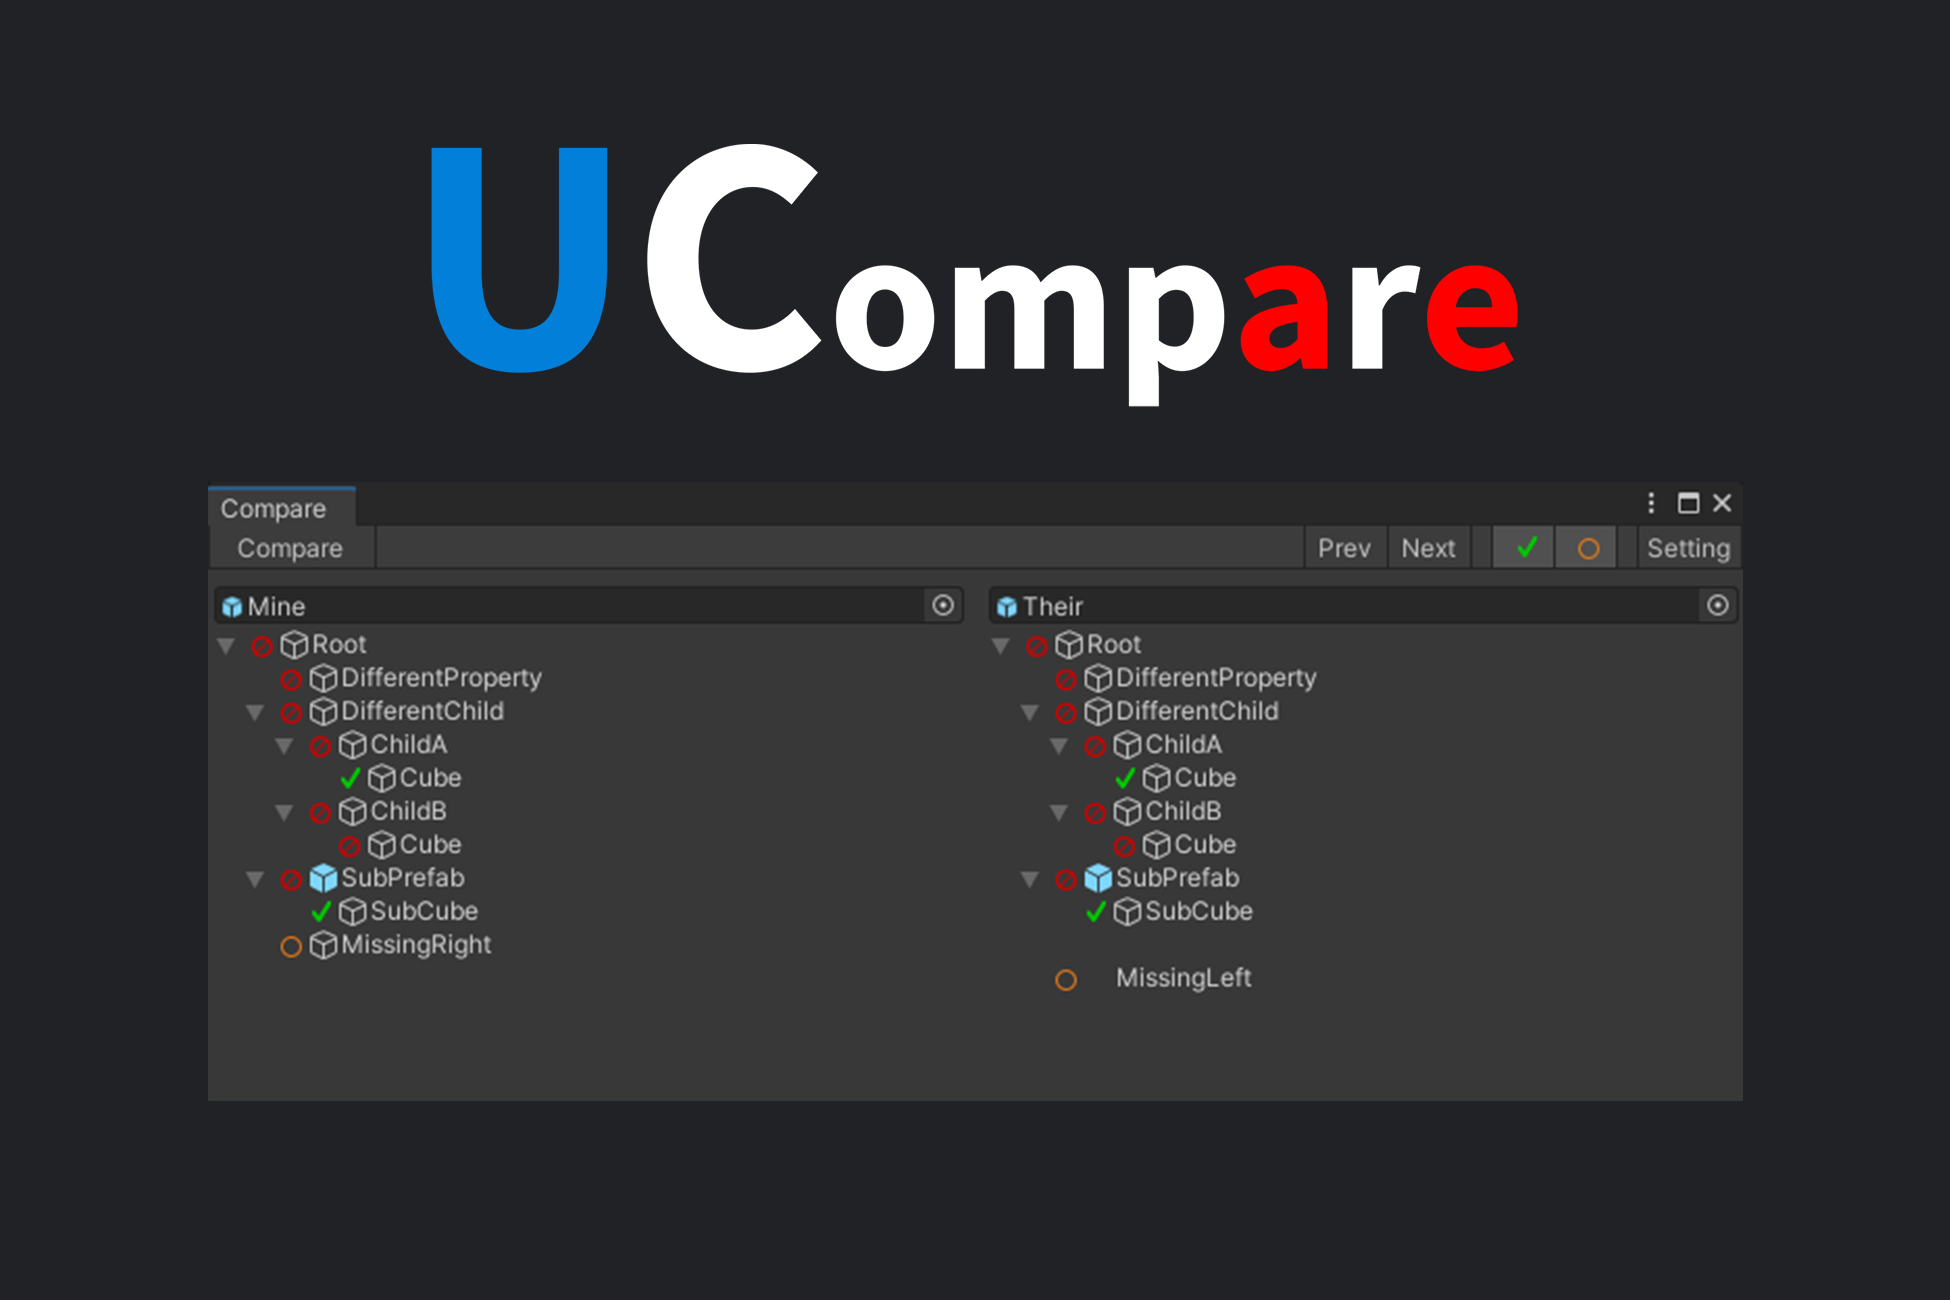 UCompare
Compare
Compare Prev Next Setting
Mine Their
Root Root
DifferentProperty DifferentProperty
DifferentChild DifferentChild
ChildA ChildA
Cube Cube
ChildB ChildB
Cube Cube
SubPrefab SubPrefab
SubCube SubCube
MissingRight
MissingLeft